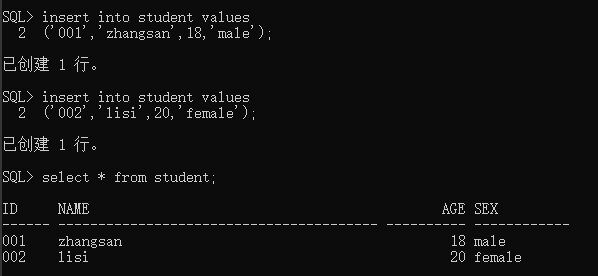 SQL> insert into student values
  2  ('001','zhangsan',18,'male');
已创建 1 行。
SQL> insert into student values
  2  ('002','lisi',20,'female');
已创建 1 行。
SQL> select * from student;
ID     NAME                                            AGE SEX
------ ---------------------------------------- ---------- ------------
001    zhangsan                                         18 male
002    lisi                                             20 female